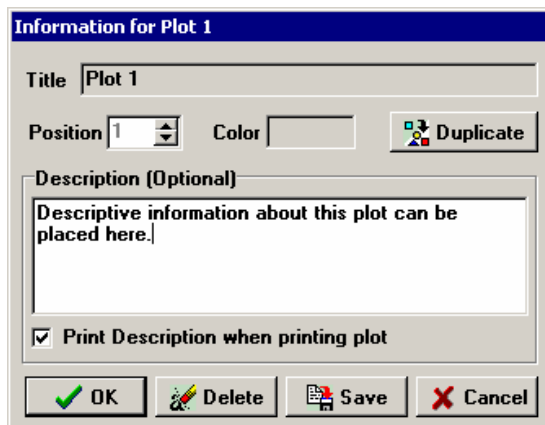 Information for Plot 1
Title Plot 1
Position 1 Color Duplicate
Description (Optional)
Descriptive information about this plot can be
placed here.
Print Description when printing plot
OK Delete Save Cancel